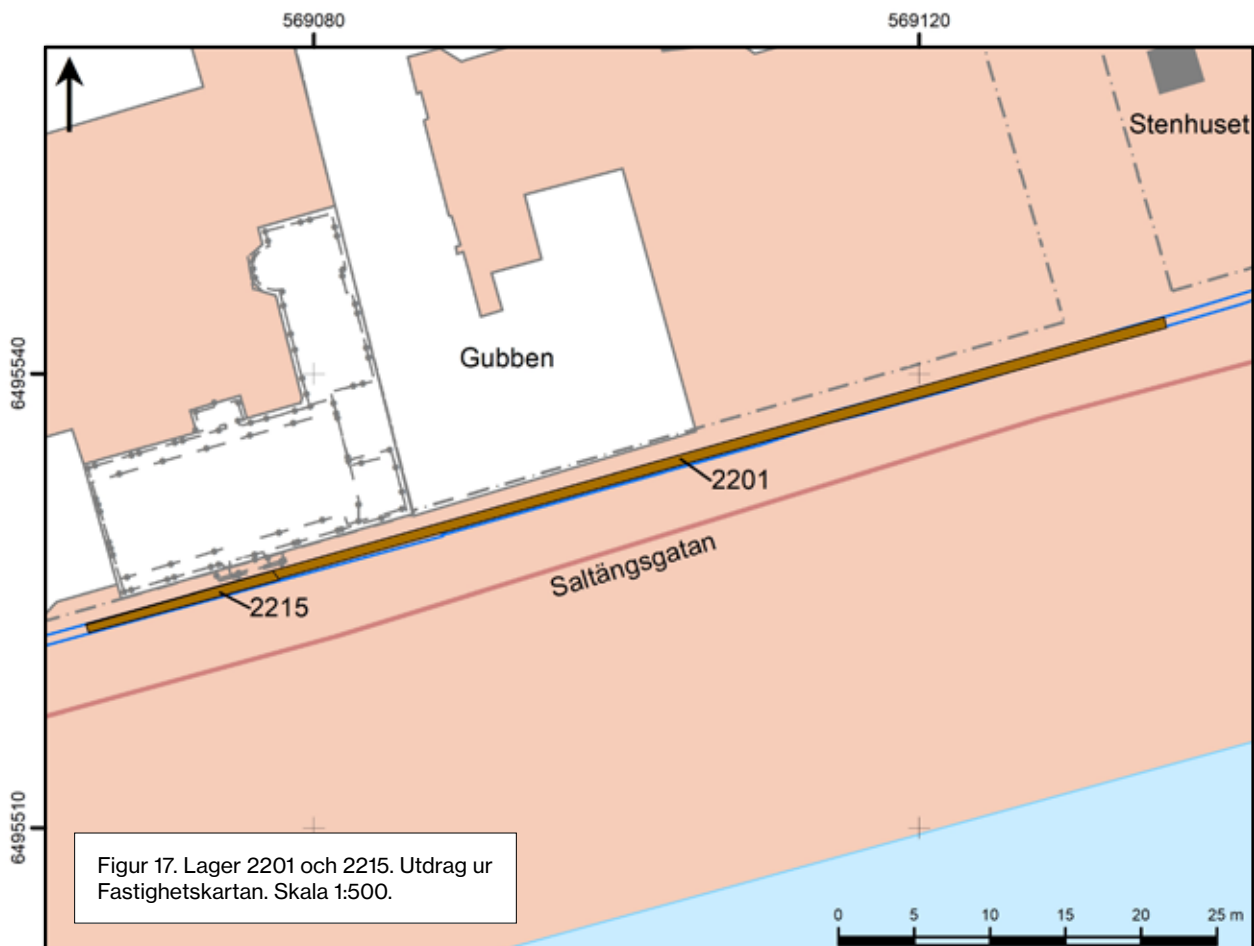 569080
569120
Stenhuset
6495540
Gubben
2201
Saltängsgatan
2215
6495510
Figur 17. Lager 2201 och 2215. Utdrag ur
Fastighetskartan. Skala 1:500.
0 5 10 15 20 25 m